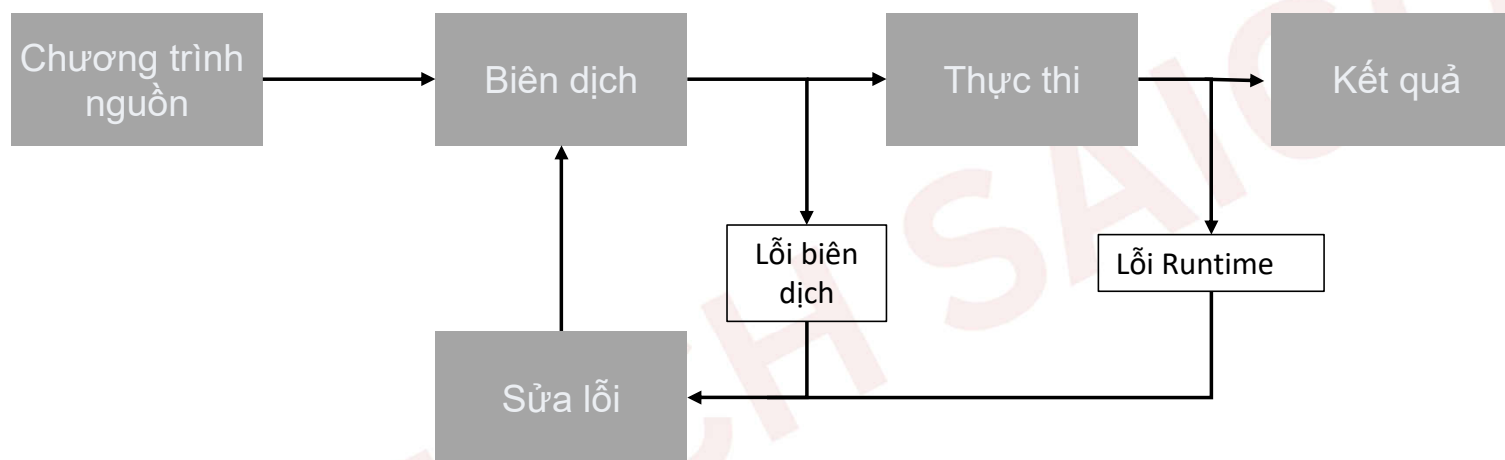 Chương trình
nguồn
Biên dịch
Thực thi
Kết quả
Lỗi biên
dịch
Lỗi Runtime
Sửa lỗi